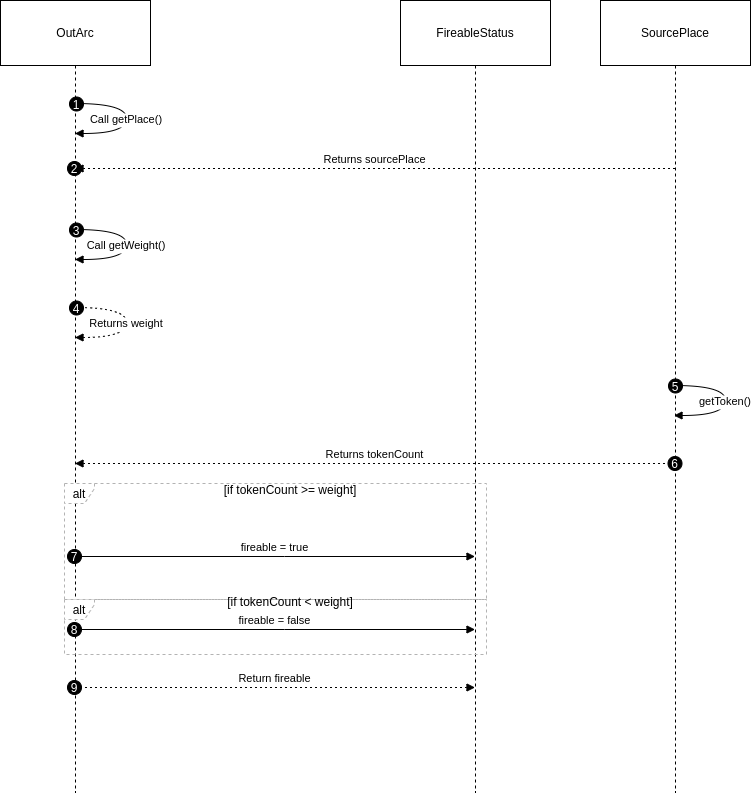 OutArc
FireableStatus
SourcePlace
1
Call getPlace()
Returns sourcePlace
2
3
Call getWeight()
4
Returns weight
5
getToken()
Returns tokenCount
6
alt
[if tokenCount >= weight]
fireable = true
7
alt
[if tokenCount < weight]
fireable = false
8
Return fireable
9